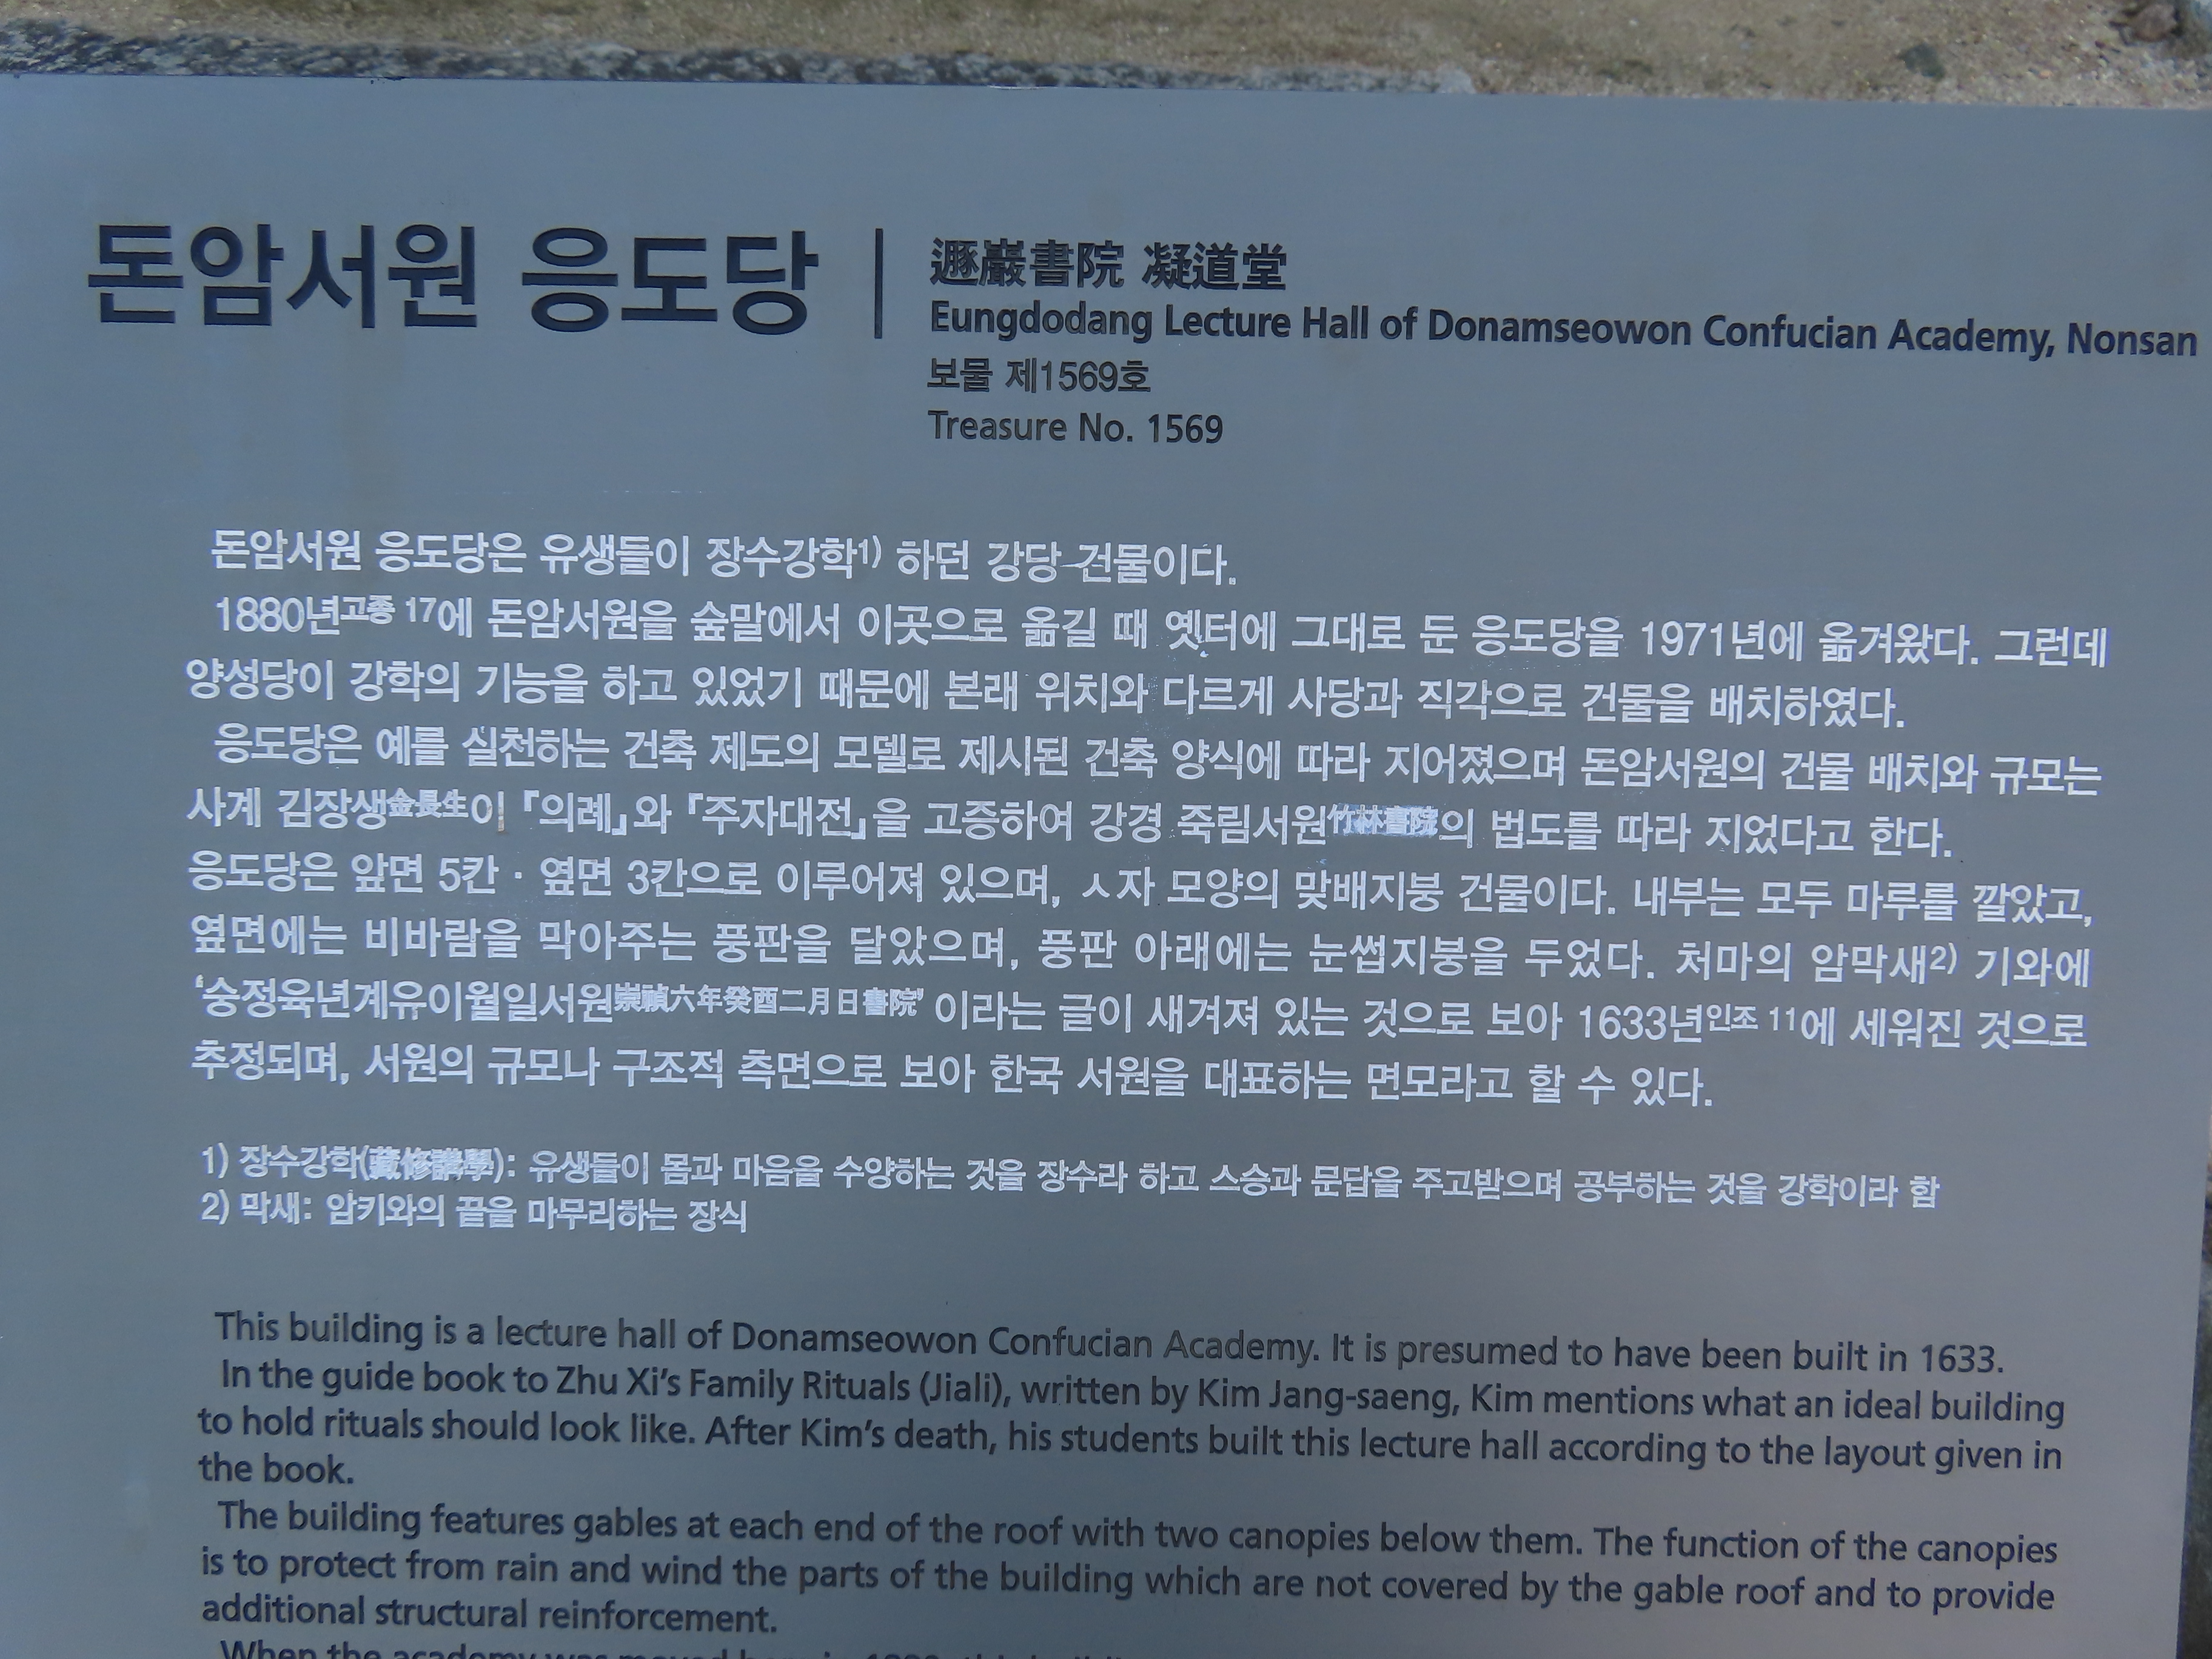 돈암서원 응도당
遯巖書院 凝道堂
Eungdodang Lecture Hall of Donamseowon Confucian Academy, Nonsan
보물 제1569호
Treasure No. 1569
돈암서원 응도당은 유생들이 장수강학1) 하던 강당 건물이다.
1880년고종 17에 돈암서원을 숲말에서 이곳으로 옮길 때 옛터에 그대로 둔 응도당을 1971년에 옮겨왔다. 그런데
양성당이 강학의 기능을 하고 있었기 때문에 본래 위치와 다르게 사당과 직각으로 건물을 배치하였다.
응도당은 예를 실천하는 건축 제도의 모델로 제시된 건축 양식에 따라 지어졌으며 돈암서원의 건물 배치와 규모는
사계 김장생金長生이 『의례』와 『주자대전』을 고증하여 강경 죽림서원竹林書院의 법도를 따라 지었다고 한다.
응도당은 앞면 5칸 · 옆면 3칸으로 이루어져 있으며, ㅅ자 모양의 맞배지붕 건물이다. 내부는 모두 마루를 깔았고,
옆면에는 비바람을 막아주는 풍판을 달았으며, 풍판 아래에는 눈썹지붕을 두었다. 처마의 암막새2) 기와에
‘숭정육년계유이월일서원崇禎六年癸酉二月日書院’ 이라는 글이 새겨져 있는 것으로 보아 1633년인조 11에 세워진 것으로
추정되며, 서원의 규모나 구조적 측면으로 보아 한국 서원을 대표하는 면모라고 할 수 있다.
1) 장수강학(藏修講學): 유생들이 몸과 마음을 수양하는 것을 장수라 하고 스승과 문답을 주고받으며 공부하는 것을 강학이라 함
2) 막새: 암키와의 끝을 마무리하는 장식
This building is a lecture hall of Donamseowon Confucian Academy. It is presumed to have been built in 1633.
In the guide book to Zhu Xi's Family Rituals (Jiali), written by Kim Jang-saeng, Kim mentions what an ideal building
to hold rituals should look like. After Kim's death, his students built this lecture hall according to the layout given in
the book.
The building features gables at each end of the roof with two canopies below them. The function of the canopies
is to protect from rain and wind the parts of the building which are not covered by the gable roof and to provide
additional structural reinforcement.
When the academy was moved here in 1880, this